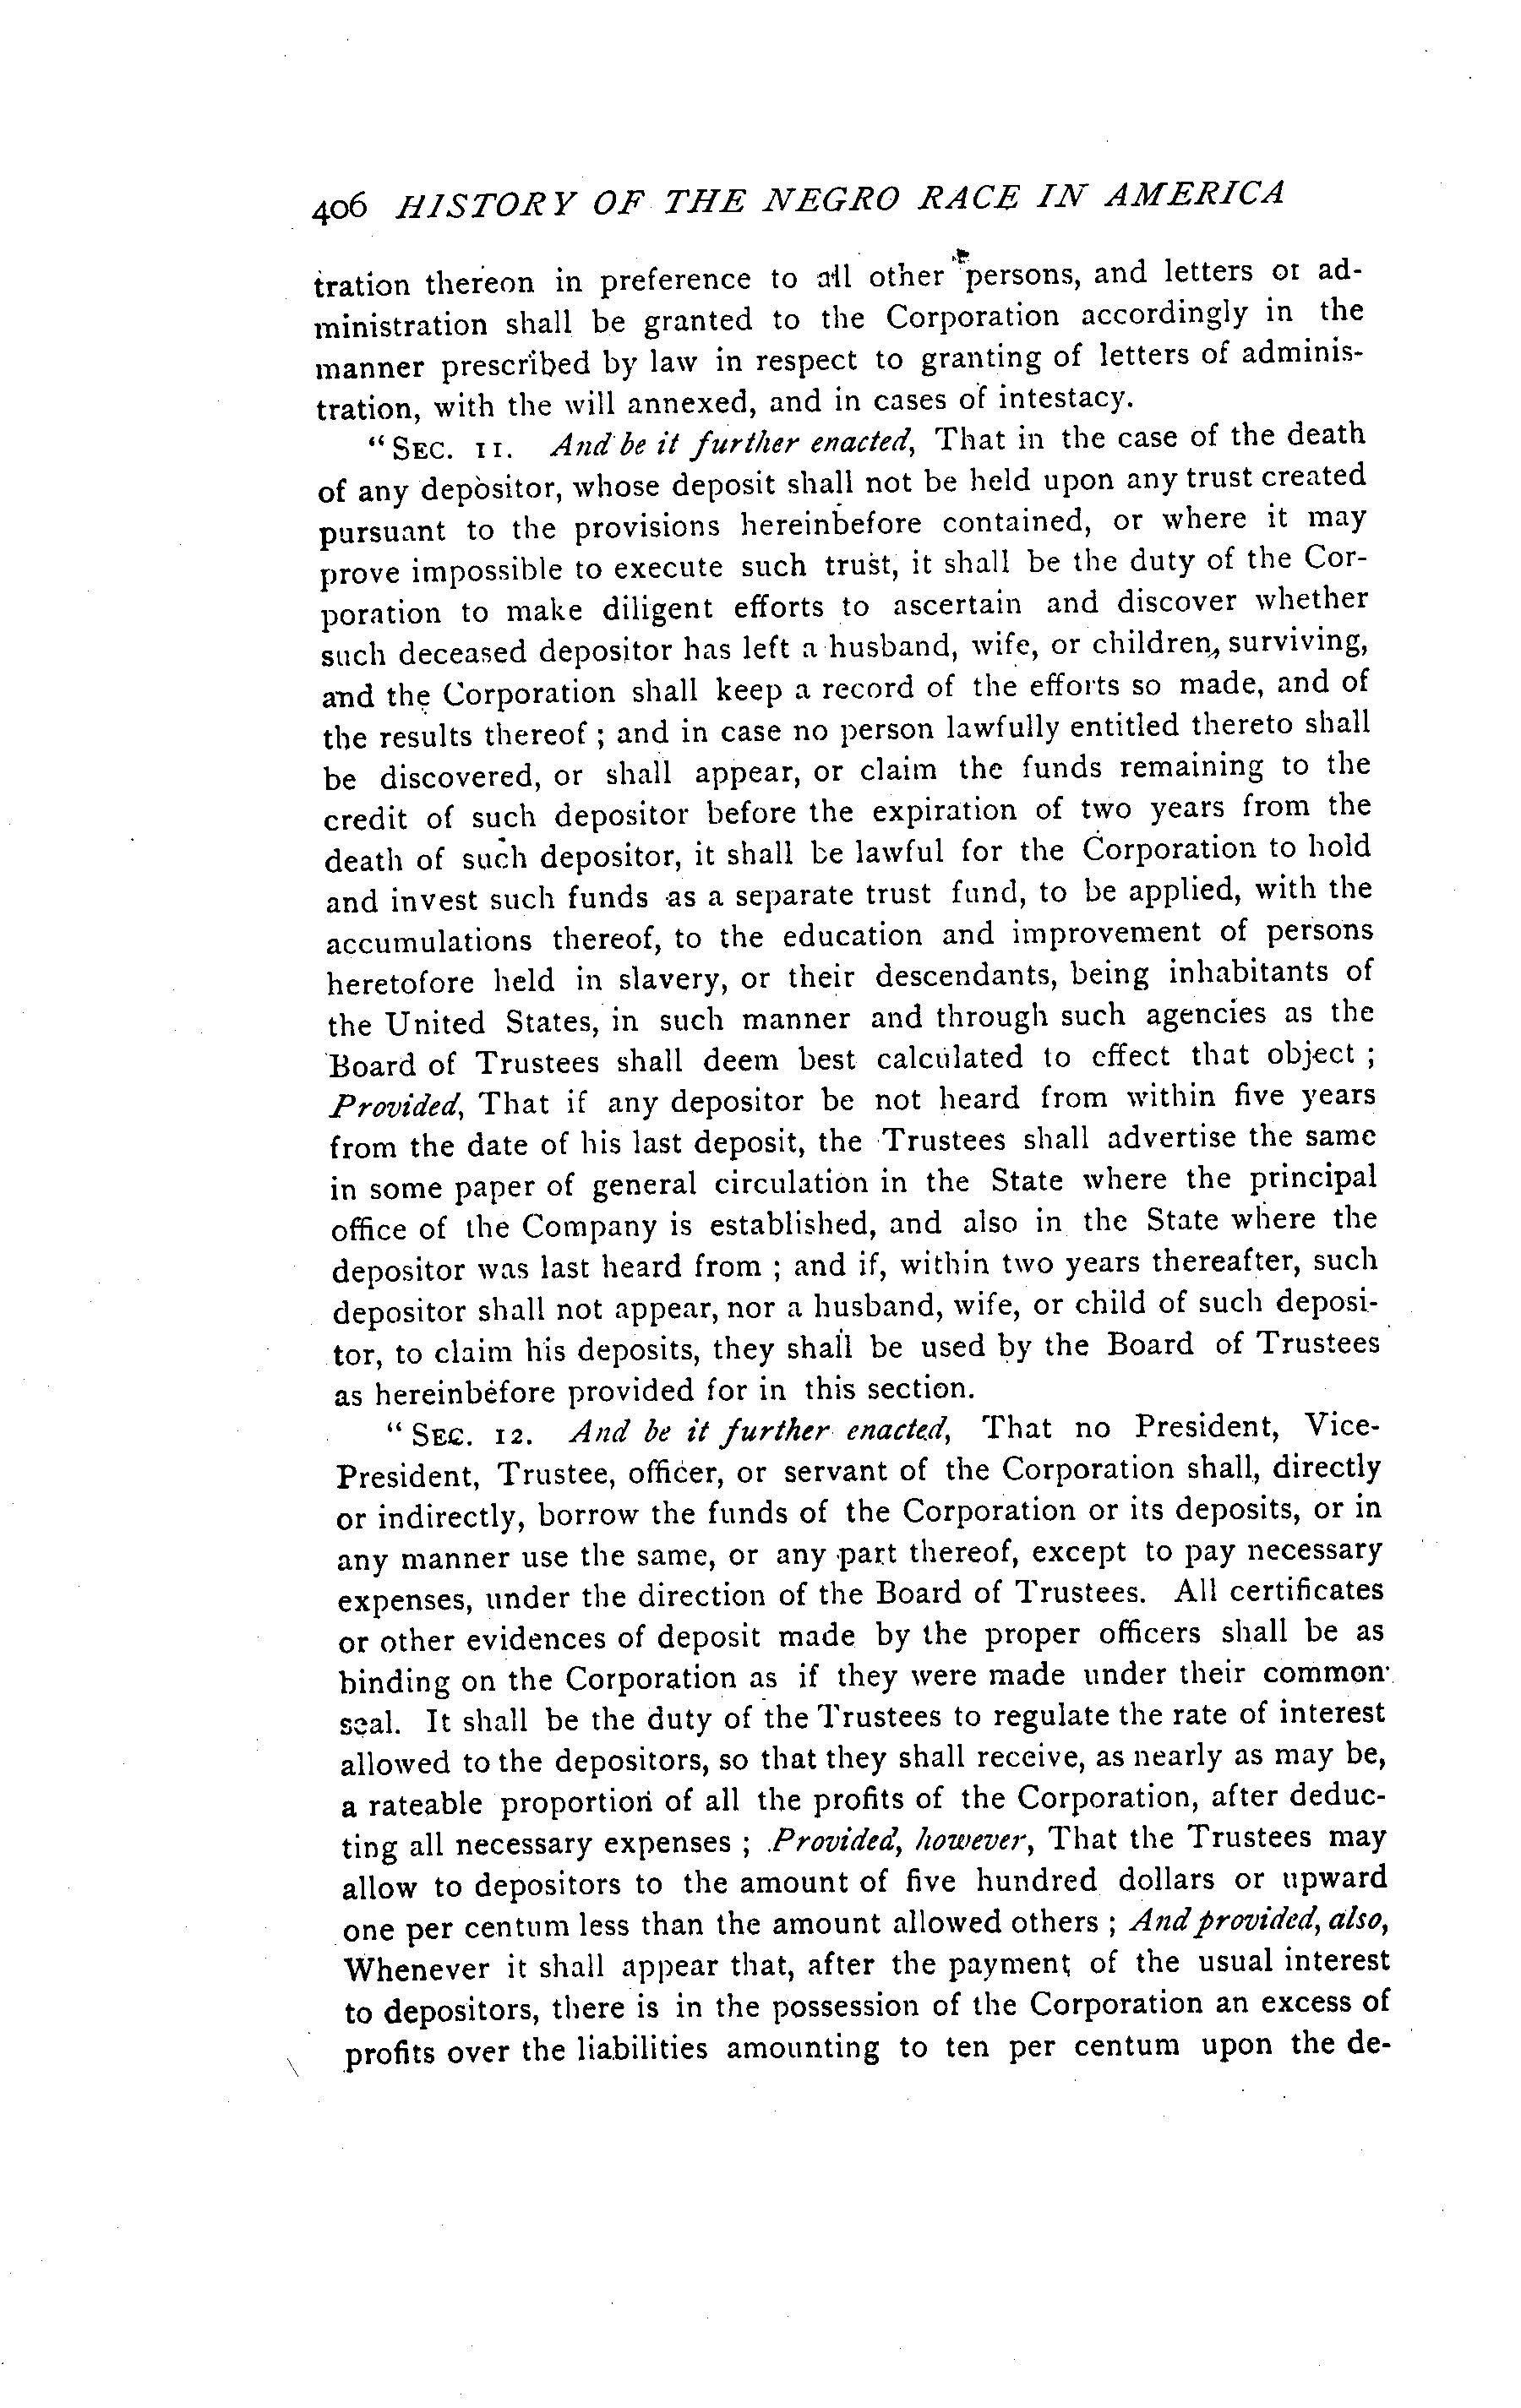 406 HISTORY OF THE NEGRO RACE IN AMERICA
tration thereon in preference to all other persons, and letters of ad-
ministration shall be granted to the Corporation accordingly in the
manner prescribed by law in respect to granting of letters of adminis-
tration, with the will annexed, and in cases of intestacy.
"SEC. 11. And be it further enacted, That in the case of the death
of any depositor, whose deposit shall not be held upon any trust created
pursuant to the provisions hereinbefore contained, or where it may
prove impossible to execute such trust, it shall be the duty of the Cor-
poration to make diligent efforts to ascertain and discover whether
such deceased depositor has left a husband, wife, or children, surviving,
and the Corporation shall keep a record of the efforts so made, and of
the results thereof ; and in case no person lawfully entitled thereto shall
be discovered, or shall appear, or claim the funds remaining to the
credit of such depositor before the expiration of two years from the
death of such depositor, it shall be lawful for the Corporation to hold
and invest such funds as a separate trust fund, to be applied, with the
accumulations thereof, to the education and improvement of persons
heretofore held in slavery, or their descendants, being inhabitants of
the United States, in such manner and through such agencies as the
Board of Trustees shall deem best calculated to effect that object ;
Provided, That if any depositor be not heard from within five years
from the date of his last deposit, the Trustees shall advertise the same
in some paper of general circulation in the State where the principal
office of the Company is established, and also in the State where the
depositor was last heard from ; and if, within two years thereafter, such
depositor shall not appear, nor a husband, wife, or child of such deposi-
tor, to claim his deposits, they shall be used by the Board of Trustees
as hereinbefore provided for in this section.
"SEC. 12. And be it further enacted, That no President, Vice-
President, Trustee, officer, or servant of the Corporation shall, directly
or indirectly, borrow the funds of the Corporation or its deposits, or in
any manner use the same, or any part thereof, except to pay necessary
expenses, under the direction of the Board of Trustees. All certificates
or other evidences of deposit made by the proper officers shall be as
binding on the Corporation as if they were made under their common
seal. It shall be the duty of the Trustees to regulate the rate of interest
allowed to the depositors, so that they shall receive, as nearly as may be,
a rateable proportion of all the profits of the Corporation, after deduc-
ting all necessary expenses ; Provided, however, That the Trustees may
allow to depositors to the amount of five hundred dollars or upward
one per centum less than the amount allowed others ; And provided, also,
Whenever it shall appear that, after the payment of the usual interest
to depositors, there is in the possession of the Corporation an excess of
profits over the liabilities amounting to ten per centum upon the de-